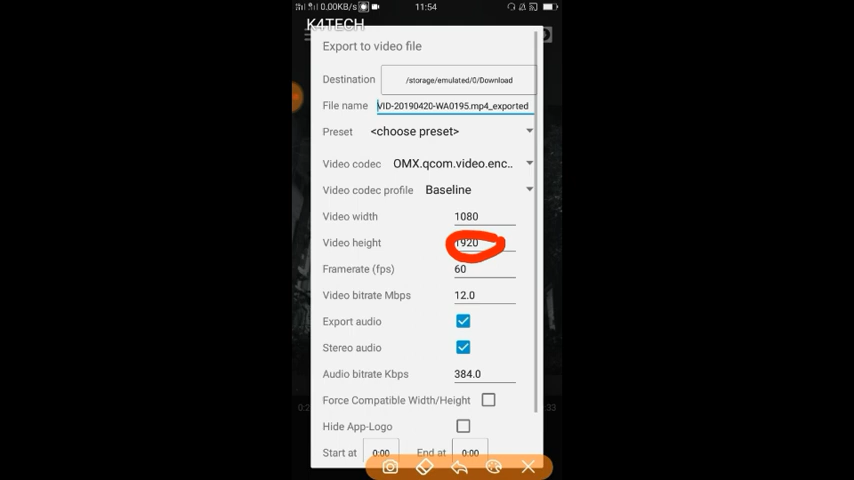 0.00KB/s 11:54
K4TECH
Export to video file
Destination /storage/emulated/0/Download
File name VID-20190420-WA0195.mp4_exported
Preset <choose preset>
Video codec OMX.qcom.video.enc..
Video codec profile Baseline
Video width 1080
Video height 1920
Framerate (fps) 60
Video bitrate Mbps 12.0
Export audio
Stereo audio
Audio bitrate Kbps 384.0
Force Compatible Width/Height
Hide App-Logo
Start at 0:00 End at 0:00